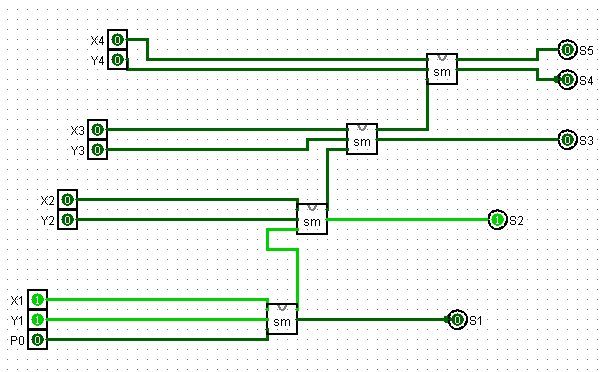 X4 0 S5 0
Y4 0 sm S4 0
X3 0
Y3 0 sm 0 S3
X2 0
Y2 0 sm 1 S2
X1 1
Y1 1 sm 0 S1
P0 0